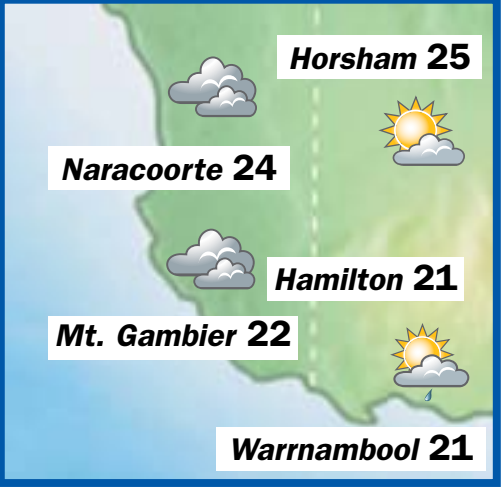 Horsham 25
Naracoorte 24
Hamilton 21
Mt. Gambier 22
Warrnambool 21